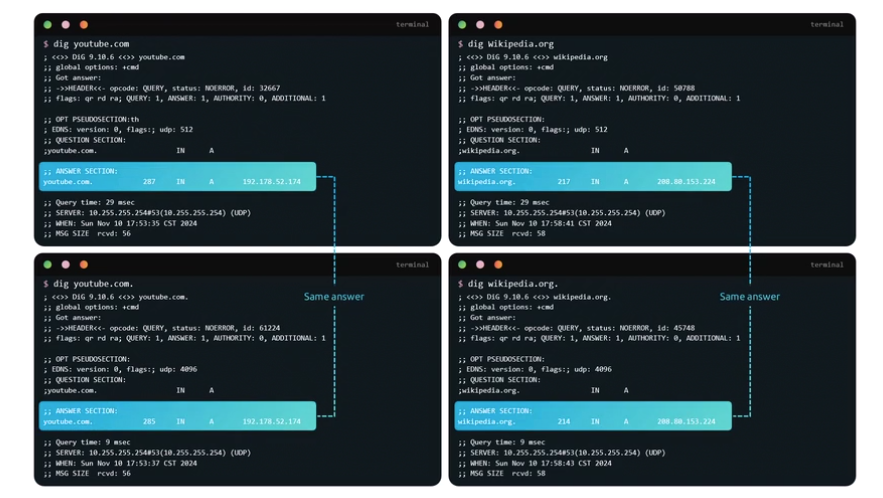 terminal
$ dig youtube.com
; <<>> DiG 9.10.6 <<>> youtube.com
;; global options: +cmd
;; Got answer:
;; ->>HEADER<<- opcode: QUERY, status: NOERROR, id: 32667
;; flags: qr rd ra; QUERY: 1, ANSWER: 1, AUTHORITY: 0, ADDITIONAL: 1
;; OPT PSEUDOSECTION:th
; EDNS: version: 0, flags:; udp: 512
;; QUESTION SECTION:
;youtube.com. IN A
;; ANSWER SECTION:
youtube.com. 287 IN A 192.178.52.174
;; Query time: 29 msec
;; SERVER: 10.255.255.254#53(10.255.255.254) (UDP)
;; WHEN: Sun Nov 10 17:53:35 CST 2024
;; MSG SIZE rcvd: 56
terminal
$ dig Wikipedia.org
; <<>> DiG 9.10.6 <<>> wikipedia.org
;; global options: +cmd
;; Got answer:
;; ->>HEADER<<- opcode: QUERY, status: NOERROR, id: 50788
;; flags: qr rd ra; QUERY: 1, ANSWER: 1, AUTHORITY: 0, ADDITIONAL: 1
;; OPT PSEUDOSECTION:
; EDNS: version: 0, flags:; udp: 512
;; QUESTION SECTION:
;wikipedia.org. IN A
;; ANSWER SECTION:
wikipedia.org. 217 IN A 208.80.153.224
;; Query time: 29 msec
;; SERVER: 10.255.255.254#53(10.255.255.254) (UDP)
;; WHEN: Sun Nov 10 17:58:41 CST 2024
;; MSG SIZE rcvd: 58
terminal
$ dig youtube.com.
; <<>> DiG 9.10.6 <<>> youtube.com.
;; global options: +cmd
;; Got answer:
;; ->>HEADER<<- opcode: QUERY, status: NOERROR, id: 61224
;; flags: qr rd ra; QUERY: 1, ANSWER: 1, AUTHORITY: 0, ADDITIONAL: 1
;; OPT PSEUDOSECTION:
; EDNS: version: 0, flags:; udp: 4096
;; QUESTION SECTION:
;youtube.com. IN A
;; ANSWER SECTION:
youtube.com. 285 IN A 192.178.52.174
;; Query time: 9 msec
;; SERVER: 10.255.255.254#53(10.255.255.254) (UDP)
;; WHEN: Sun Nov 10 17:53:37 CST 2024
;; MSG SIZE rcvd: 56
Same answer
terminal
$ dig wikipedia.org.
; <<>> DiG 9.10.6 <<>> wikipedia.org.
;; global options: +cmd
;; Got answer:
;; ->>HEADER<<- opcode: QUERY, status: NOERROR, id: 45748
;; flags: qr rd ra; QUERY: 1, ANSWER: 1, AUTHORITY: 0, ADDITIONAL: 1
;; OPT PSEUDOSECTION:
; EDNS: version: 0, flags:; udp: 4096
;; QUESTION SECTION:
;wikipedia.org. IN A
;; ANSWER SECTION:
wikipedia.org. 214 IN A 208.80.153.224
;; Query time: 9 msec
;; SERVER: 10.255.255.254#53(10.255.255.254) (UDP)
;; WHEN: Sun Nov 10 17:58:43 CST 2024
;; MSG SIZE rcvd: 58
Same answer